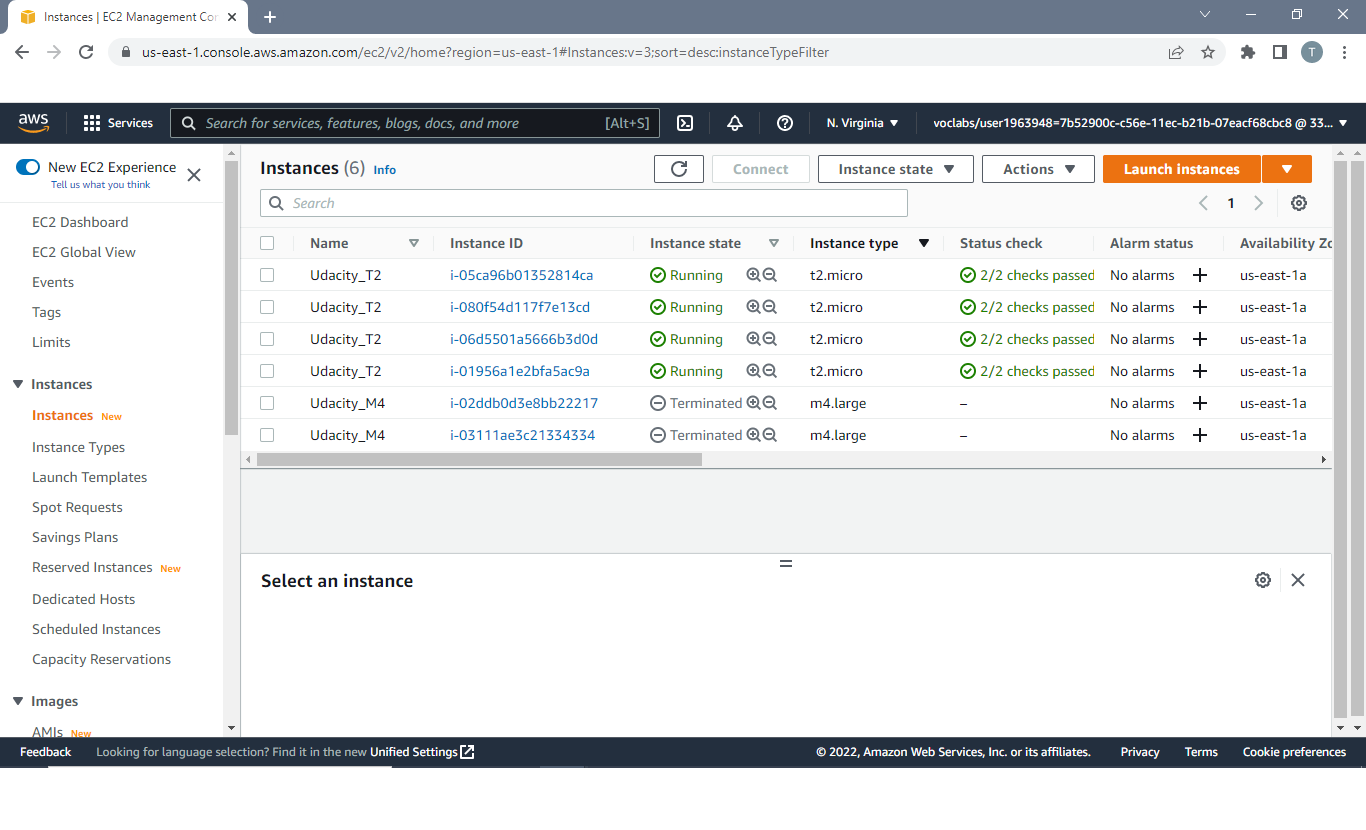 Instances | EC2 Management Con
us-east-1.console.aws.amazon.com/ec2/v2/home?region=us-east-1#Instances:v=3;sort=desc:instanceTypeFilter
T
aws
Services
Search for services, features, blogs, docs, and more
[Alt+S]
N. Virginia
voclabs/user1963948=7b52900c-c56e-11ec-b21b-07eacf68cbc8 @ 33...
New EC2 Experience
Tell us what you think
EC2 Dashboard
EC2 Global View
Events
Tags
Limits
Instances
Instances New
Instance Types
Launch Templates
Spot Requests
Savings Plans
Reserved Instances New
Dedicated Hosts
Scheduled Instances
Capacity Reservations
Images
AMIs New
Instances (6) Info
Connect
Instance state
Actions
Launch instances
Search
1
Name Instance ID Instance state Instance type Status check Alarm status Availability Zo
Udacity_T2 i-05ca96b01352814ca Running t2.micro 2/2 checks passed No alarms us-east-1a
Udacity_T2 i-080f54d117f7e13cd Running t2.micro 2/2 checks passed No alarms us-east-1a
Udacity_T2 i-06d5501a5666b3d0d Running t2.micro 2/2 checks passed No alarms us-east-1a
Udacity_T2 i-01956a1e2bfa5ac9a Running t2.micro 2/2 checks passed No alarms us-east-1a
Udacity_M4 i-02ddb0d3e8bb22217 Terminated m4.large – No alarms us-east-1a
Udacity_M4 i-03111ae3c21334334 Terminated m4.large – No alarms us-east-1a
Select an instance
Feedback Looking for language selection? Find it in the new Unified Settings © 2022, Amazon Web Services, Inc. or its affiliates. Privacy Terms Cookie preferences